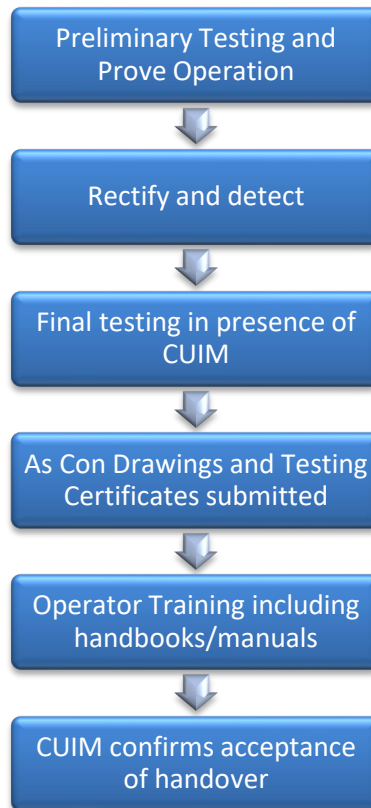 Preliminary Testing and
Prove Operation
Rectify and detect
Final testing in presence of
CUIM
As Con Drawings and Testing
Certificates submitted
Operator Training including
handbooks/manuals
CUIM confirms acceptance
of handover